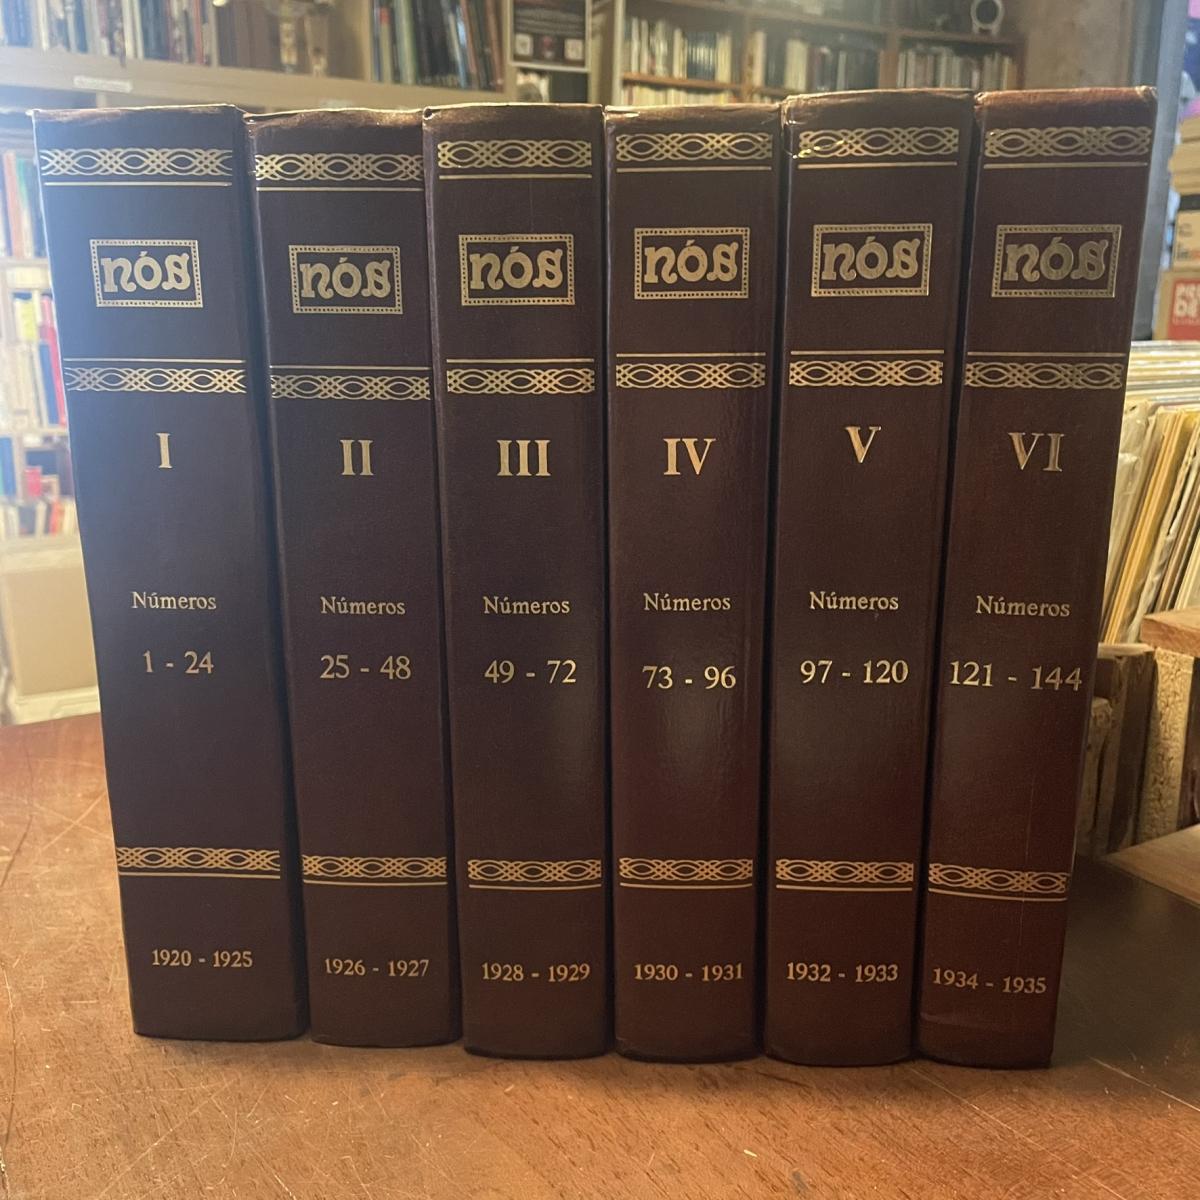 nós
I
Números
1 - 24
1920 - 1925
nós
II
Números
25 - 48
1926 - 1927
nós
III
Números
49 - 72
1928 - 1929
nós
IV
Números
73 - 96
1930 - 1931
nós
V
Números
97 - 120
1932 - 1933
nós
VI
Números
121 - 144
1934 - 1935